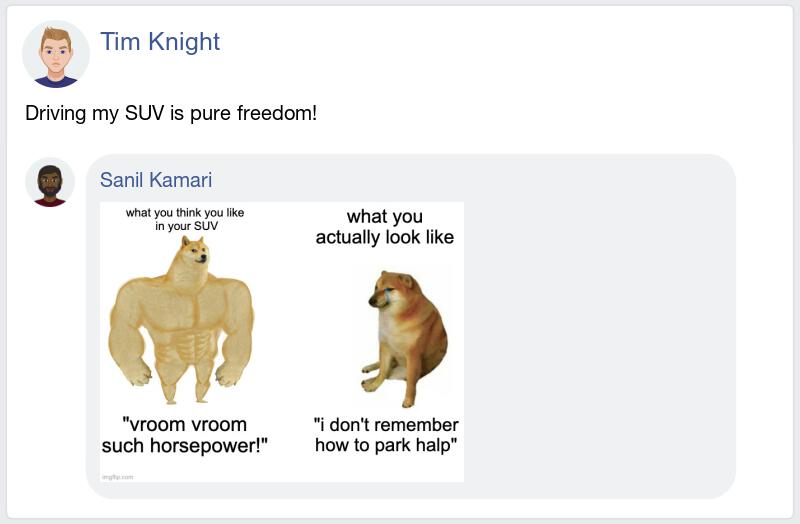 Tim Knight
Driving my SUV is pure freedom!
Sanil Kamari
what you think you like
in your SUV
what you
actually look like
"vroom vroom
such horsepower!"
"i don't remember
how to park halp"
imgflip.com